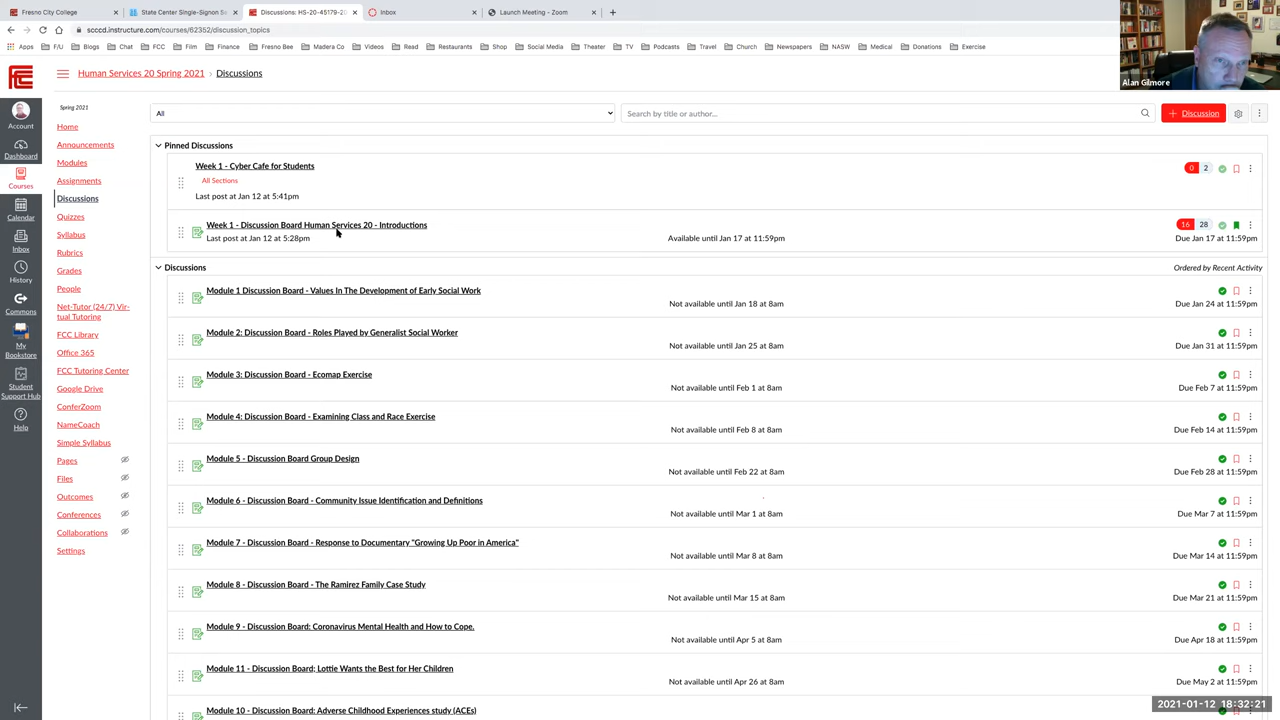 Fresno City College
State Center Single-Signon S
Discussions: HS-20-45179-20
Inbox
Launch Meeting - Zoom
scccd.instructure.com/courses/62352/discussion_topics
Apps F/U Blogs Chat FCC Film Finance Fresno Bee Madera Co Videos Read Restaurants Shop Social Media Theater TV Podcasts Travel Church Newspapers NASW Medical Donations Exercise
Alan Gilmore
FCC
Human Services 20 Spring 2021 › Discussions
Account
Dashboard
Courses
Calendar
Inbox
History
Commons
My Bookstore
Student Support Hub
Help
Spring 2021
Home
Announcements
Modules
Assignments
Discussions
Quizzes
Syllabus
Rubrics
Grades
People
Net-Tutor (24/7) Vir-
tual Tutoring
FCC Library
Office 365
FCC Tutoring Center
Google Drive
ConferZoom
NameCoach
Simple Syllabus
Pages
Files
Outcomes
Conferences
Collaborations
Settings
All
Search by title or author...
+ Discussion
Pinned Discussions
Week 1 - Cyber Cafe for Students
0 2
All Sections
Last post at Jan 12 at 5:41pm
Week 1 - Discussion Board Human Services 20 - Introductions
16 28
Last post at Jan 12 at 5:28pm Available until Jan 17 at 11:59pm Due Jan 17 at 11:59pm
Discussions Ordered by Recent Activity
Module 1 Discussion Board - Values In The Development of Early Social Work
Not available until Jan 18 at 8am Due Jan 24 at 11:59pm
Module 2: Discussion Board - Roles Played by Generalist Social Worker
Not available until Jan 25 at 8am Due Jan 31 at 11:59pm
Module 3: Discussion Board - Ecomap Exercise
Not available until Feb 1 at 8am Due Feb 7 at 11:59pm
Module 4: Discussion Board - Examining Class and Race Exercise
Not available until Feb 8 at 8am Due Feb 14 at 11:59pm
Module 5 - Discussion Board Group Design
Not available until Feb 22 at 8am Due Feb 28 at 11:59pm
Module 6 - Discussion Board - Community Issue Identification and Definitions
Not available until Mar 1 at 8am Due Mar 7 at 11:59pm
Module 7 - Discussion Board - Response to Documentary "Growing Up Poor in America"
Not available until Mar 8 at 8am Due Mar 14 at 11:59pm
Module 8 - Discussion Board - The Ramirez Family Case Study
Not available until Mar 15 at 8am Due Mar 21 at 11:59pm
Module 9 - Discussion Board: Coronavirus Mental Health and How to Cope.
Not available until Apr 5 at 8am Due Apr 18 at 11:59pm
Module 11 - Discussion Board; Lottie Wants the Best for Her Children
Not available until Apr 26 at 8am Due May 2 at 11:59pm
Module 10 - Discussion Board: Adverse Childhood Experiences study (ACEs)
2021-01-12 18:32:21